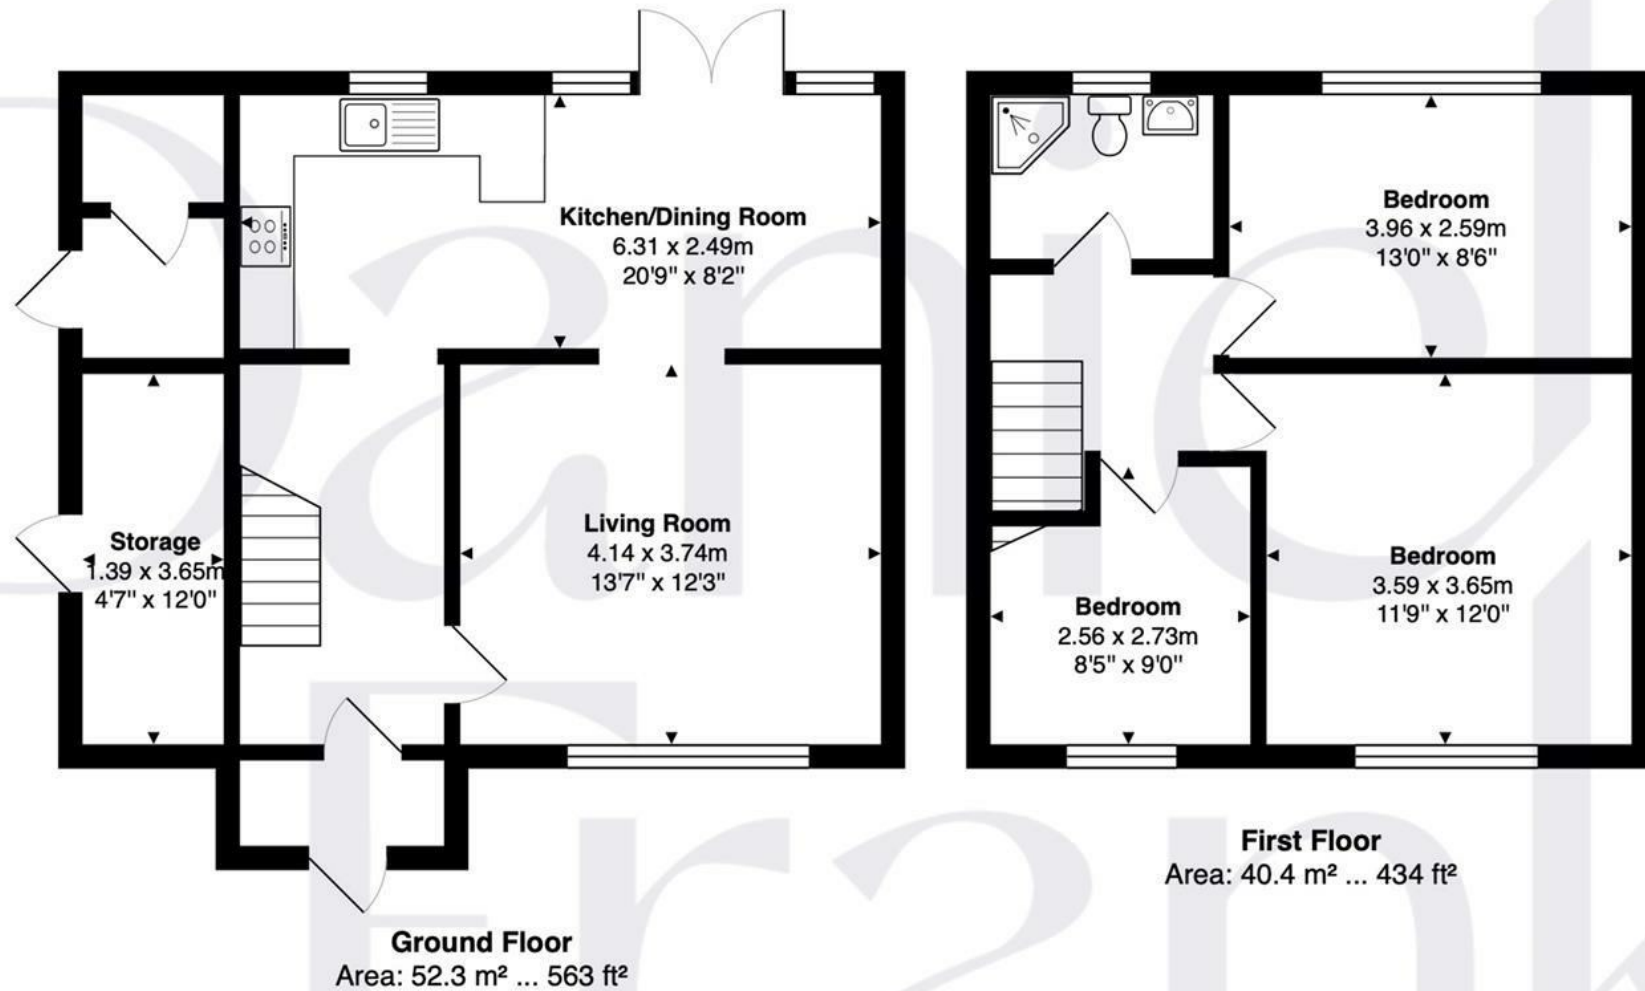 Kitchen/Dining Room
6.31 x 2.49m
20'9" x 8'2"
Storage
1.39 x 3.65m
4'7" x 12'0"
Living Room
4.14 x 3.74m
13'7" x 12'3"
Ground Floor
Area: 52.3 m² ... 563 ft²
Bedroom
3.96 x 2.59m
13'0" x 8'6"
Bedroom
3.59 x 3.65m
11'9" x 12'0"
Bedroom
2.56 x 2.73m
8'5" x 9'0"
First Floor
Area: 40.4 m² ... 434 ft²
Daniel
Frank